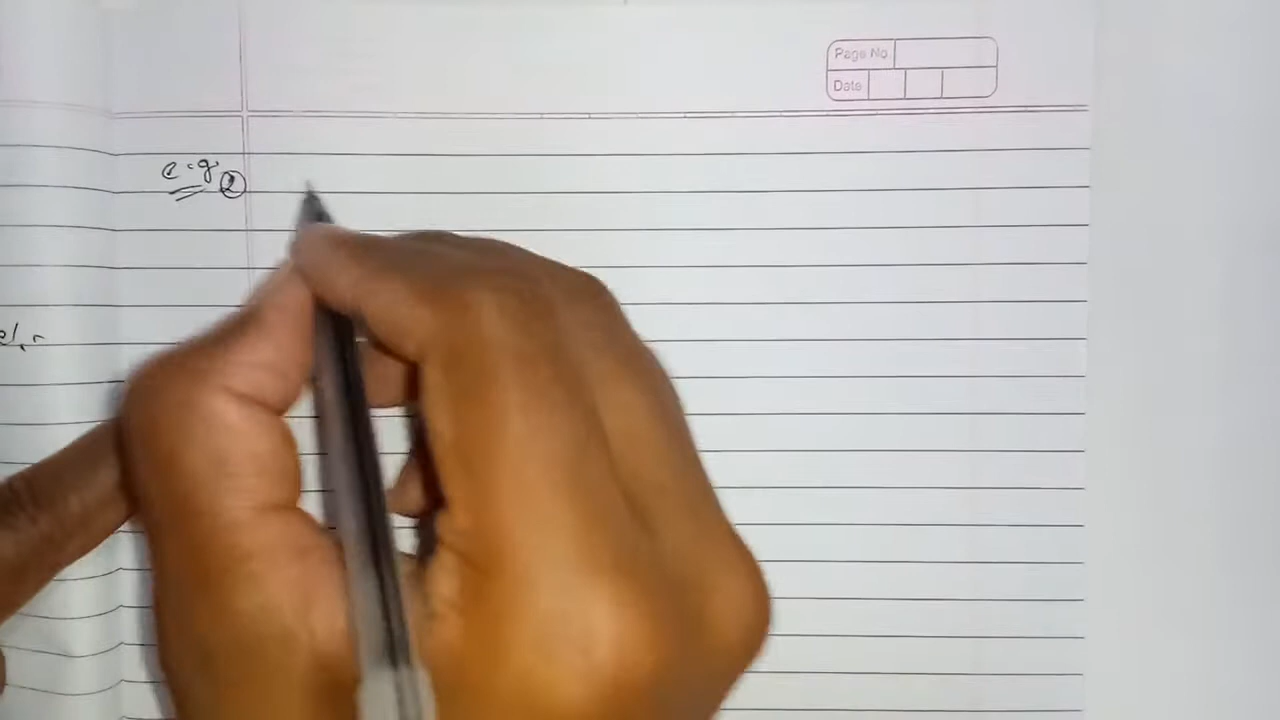 Page No
Date
e.g. ②